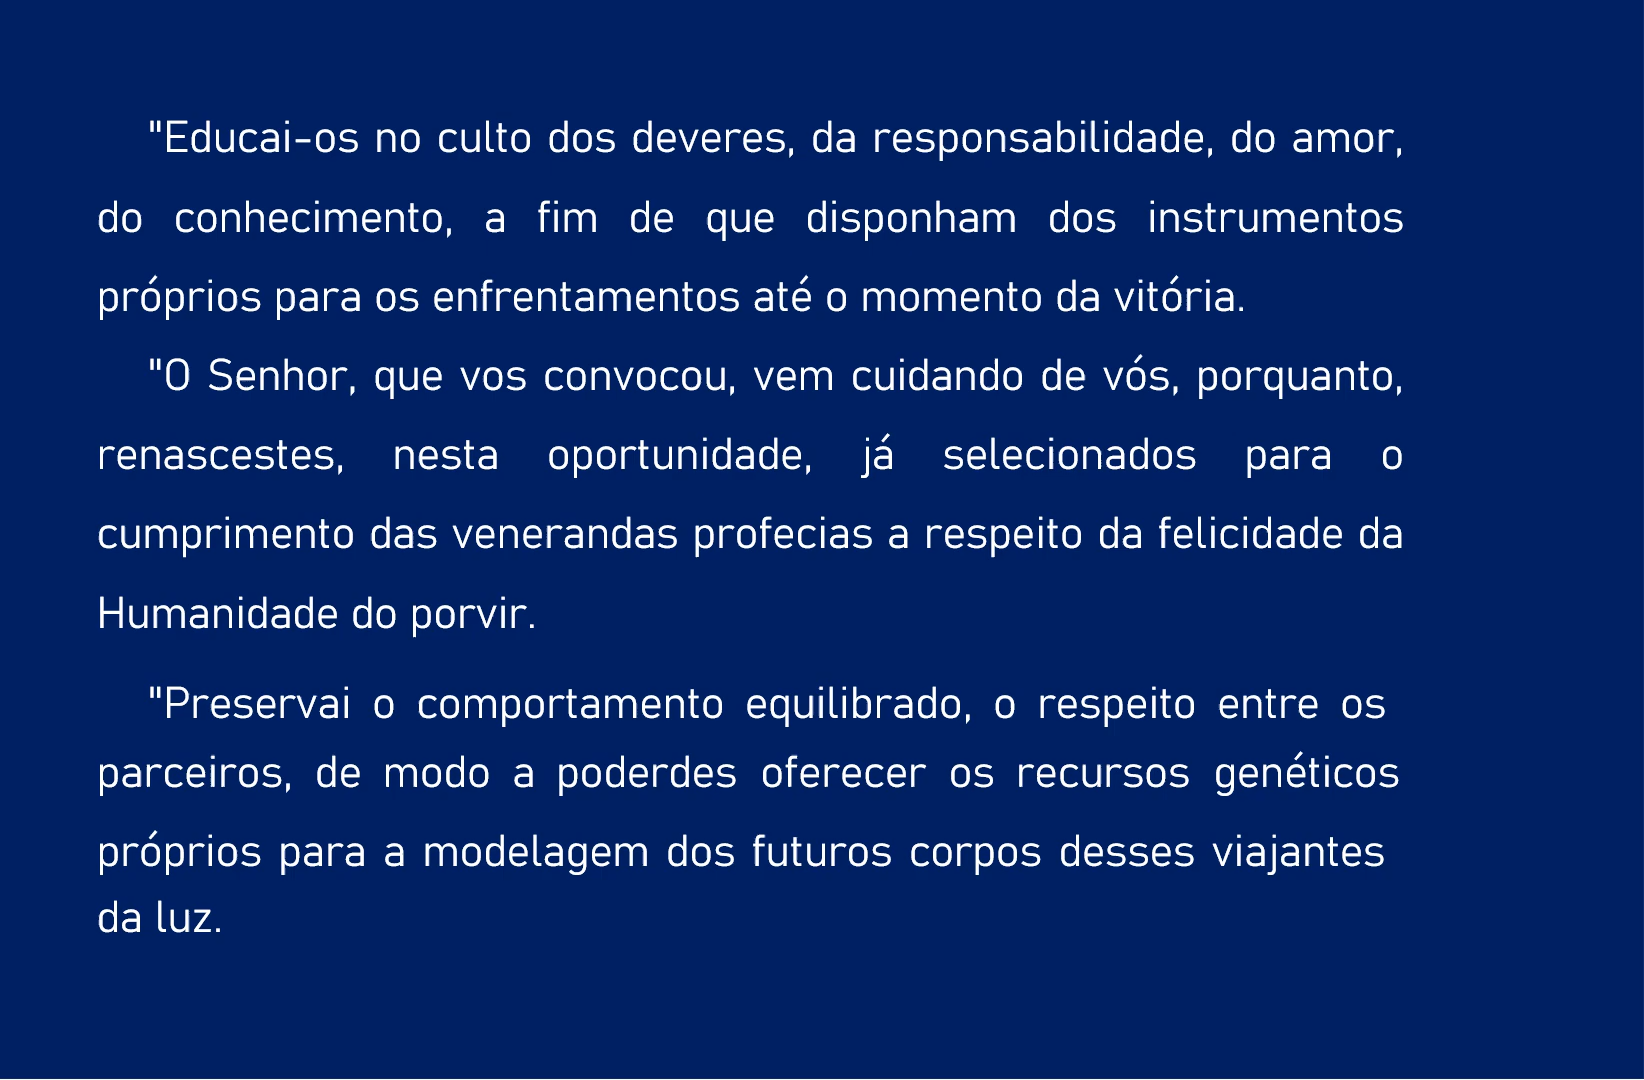 "Educai-os no culto dos deveres, da responsabilidade, do amor,
do conhecimento, a fim de que disponham dos instrumentos
próprios para os enfrentamentos até o momento da vitória.
"O Senhor, que vos convocou, vem cuidando de vós, porquanto,
renascestes, nesta oportunidade, já selecionados para o
cumprimento das venerandas profecias a respeito da felicidade da
Humanidade do porvir.
"Preservai o comportamento equilibrado, o respeito entre os
parceiros, de modo a poderdes oferecer os recursos genéticos
próprios para a modelagem dos futuros corpos desses viajantes
da luz.